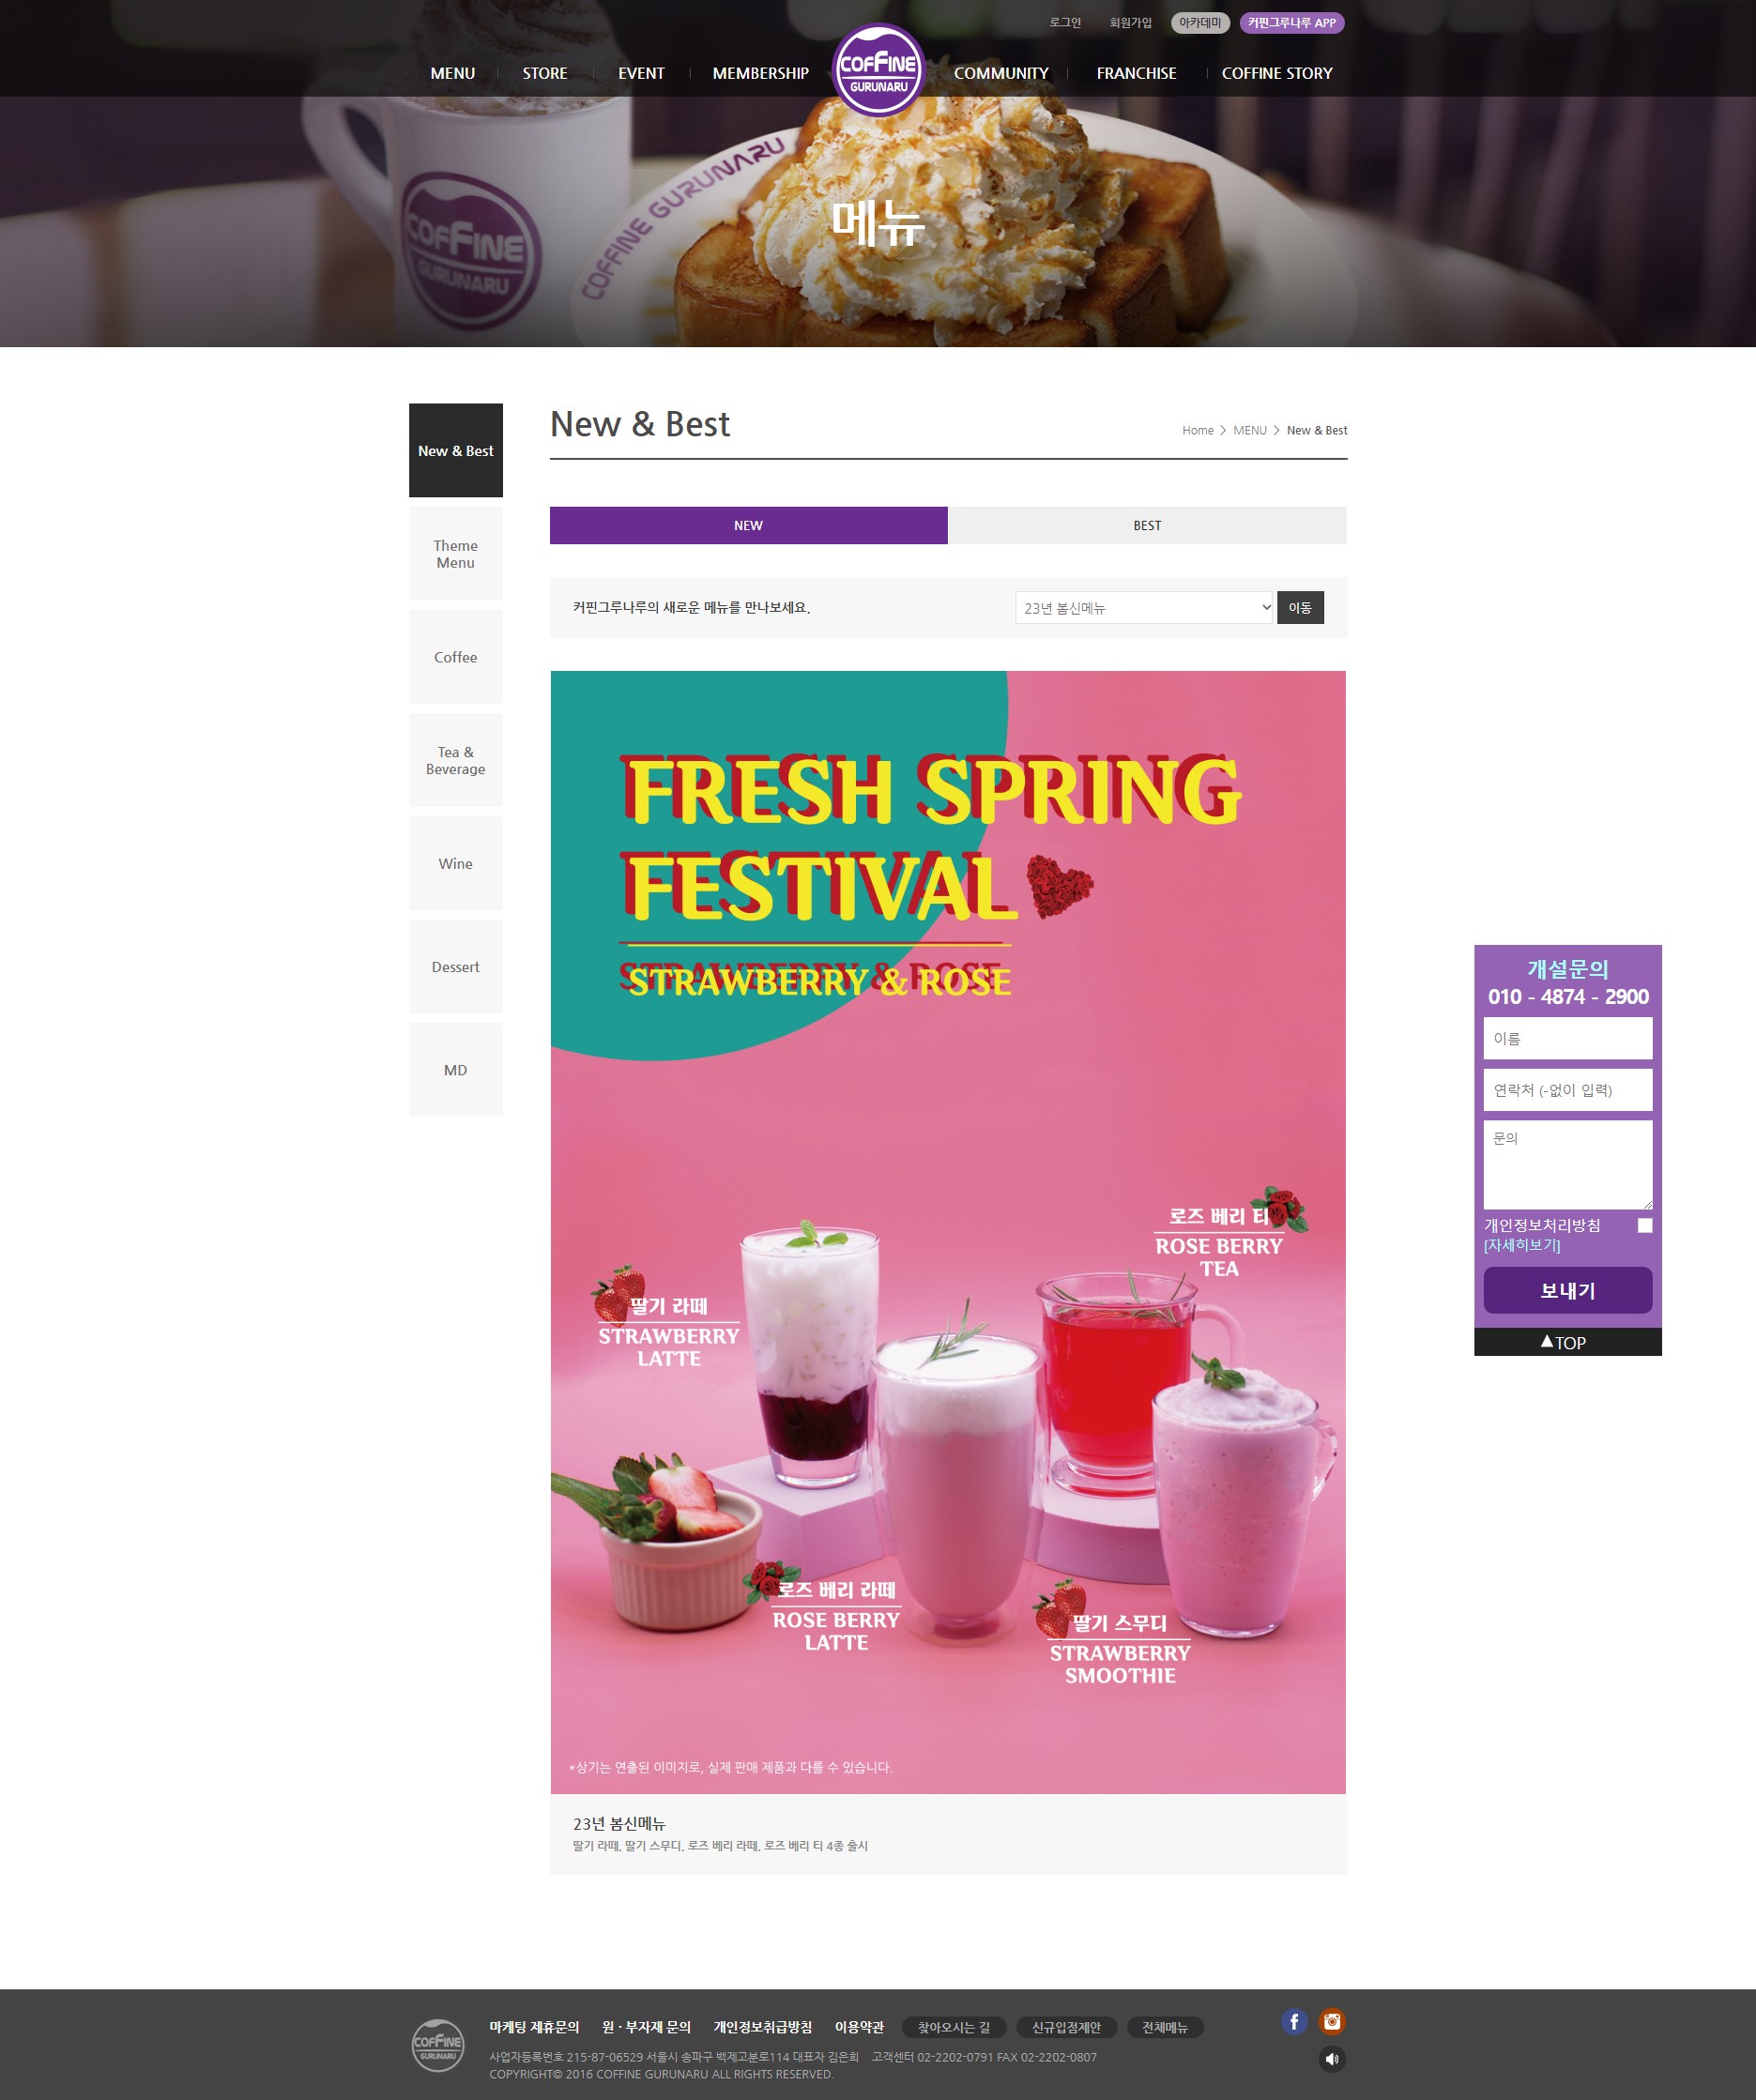 로그인
회원가입
아카데미
커핀그루나루 APP
MENU
STORE
EVENT
MEMBERSHIP
COFFINE
GURUNARU
COMMUNITY
FRANCHISE
COFFINE STORY
COFFINE
GURUNARU
COFFINE GURUNARU
메뉴
New & Best
Theme
Menu
Coffee
Tea &
Beverage
Wine
Dessert
MD
New & Best
Home > MENU > New & Best
NEW
BEST
커핀그루나루의 새로운 메뉴를 만나보세요.
23년 봄신메뉴
이동
FRESH SPRING
FESTIVAL
STRAWBERRY & ROSE
로즈 베리 티
ROSE BERRY
TEA
딸기 라떼
STRAWBERRY
LATTE
로즈 베리 라떼
ROSE BERRY
LATTE
딸기 스무디
STRAWBERRY
SMOOTHIE
*상기는 연출된 이미지로, 실제 판매 제품과 다를 수 있습니다.
23년 봄신메뉴
딸기 라떼, 딸기 스무디, 로즈 베리 라떼, 로즈 베리 티 4종 출시
개설문의
010 - 4874 - 2900
이름
연락처 (-없이 입력)
문의
개인정보처리방침
[자세히보기]
보내기
▲TOP
COFFINE
GURUNARU
마케팅 제휴문의
원·부자재 문의
개인정보취급방침
이용약관
찾아오시는 길
신규입점제안
전체메뉴
사업자등록번호 215-87-06529 서울시 송파구 백제고분로114 대표자 김은희 고객센터 02-2202-0791 FAX 02-2202-0807
COPYRIGHT© 2016 COFFINE GURUNARU ALL RIGHTS RESERVED.